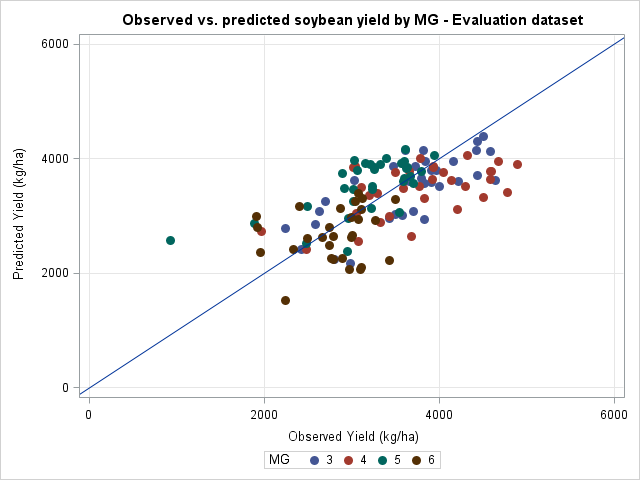 Observed vs. predicted soybean yield by MG - Evaluation dataset
Predicted Yield (kg/ha)
6000
4000
2000
0
0 2000 4000 6000
Observed Yield (kg/ha)
MG 3 4 5 6